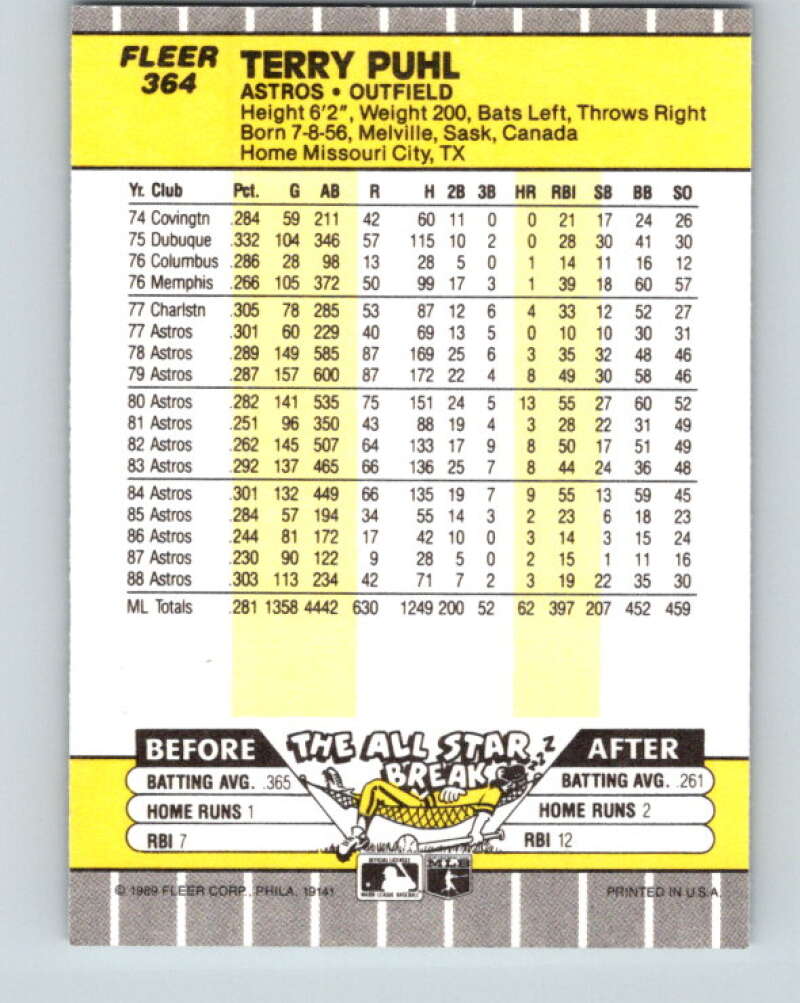 FLEER
364
TERRY PUHL
ASTROS • OUTFIELD
Height 6'2", Weight 200, Bats Left, Throws Right
Born 7-8-56, Melville, Sask, Canada
Home Missouri City, TX
Yr. Club Pct. G AB R H 2B 3B HR RBI SB BB SO
74 Covingtn .284 59 211 42 60 11 0 0 21 17 24 26
75 Dubuque .332 104 346 57 115 10 2 0 28 30 41 30
76 Columbus .286 28 98 13 28 5 0 1 14 11 16 12
76 Memphis .266 105 372 50 99 17 3 1 39 18 60 57
77 Charlstn .305 78 285 53 87 12 6 4 33 12 52 27
77 Astros .301 60 229 40 69 13 5 0 10 10 30 31
78 Astros .289 149 585 87 169 25 6 3 35 32 48 46
79 Astros .287 157 600 87 172 22 4 8 49 30 58 46
80 Astros .282 141 535 75 151 24 5 13 55 27 60 52
81 Astros .251 96 350 43 88 19 4 3 28 22 31 49
82 Astros .262 145 507 64 133 17 9 8 50 17 51 49
83 Astros .292 137 465 66 136 25 7 8 44 24 36 48
84 Astros .301 132 449 66 135 19 7 9 55 13 59 45
85 Astros .284 57 194 34 55 14 3 2 23 6 18 23
86 Astros .244 81 172 17 42 10 0 3 14 3 15 24
87 Astros .230 90 122 9 28 5 0 2 15 1 11 16
88 Astros .303 113 234 42 71 7 2 3 19 22 35 30
ML Totals .281 1358 4442 630 1249 200 52 62 397 207 452 459
BEFORE THE ALL STAR BREAK zzzZ AFTER
BATTING AVG. .365 BATTING AVG. .261
HOME RUNS 1 HOME RUNS 2
RBI 7 RBI 12
OFFICIAL LICENSEE
MAJOR LEAGUE BASEBALL
MLB
© 1989 FLEER CORP., PHILA. 19141 PRINTED IN U.S.A.